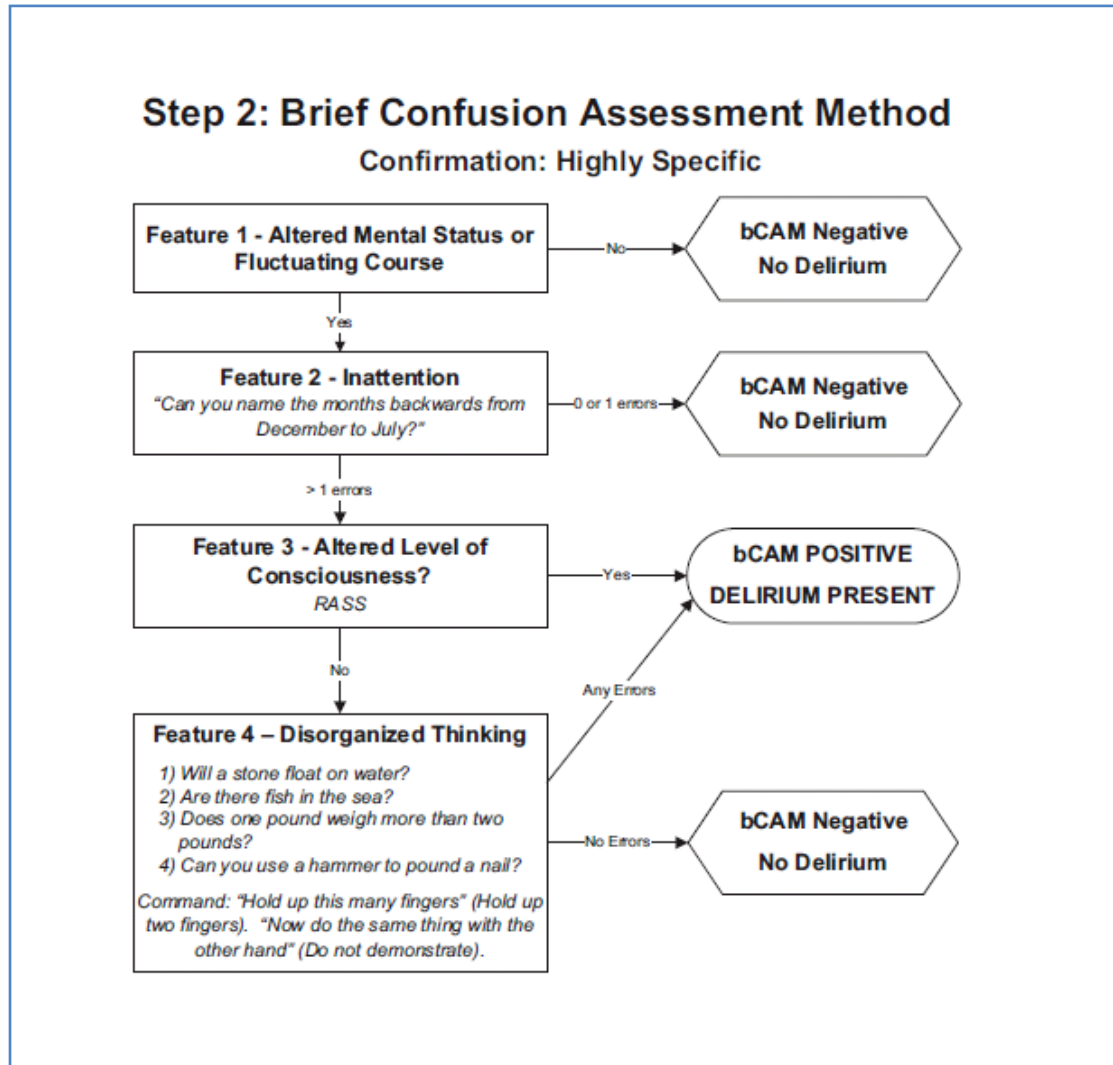 Step 2: Brief Confusion Assessment Method
Confirmation: Highly Specific
Feature 1 - Altered Mental Status or
Fluctuating Course
No
bCAM Negative
No Delirium
Yes
Feature 2 - Inattention
"Can you name the months backwards from
December to July?"
0 or 1 errors
bCAM Negative
No Delirium
> 1 errors
Feature 3 - Altered Level of
Consciousness?
RASS
Yes
bCAM POSITIVE
DELIRIUM PRESENT
No
Any Errors
Feature 4 – Disorganized Thinking
1) Will a stone float on water?
2) Are there fish in the sea?
3) Does one pound weigh more than two
pounds?
4) Can you use a hammer to pound a nail?
Command: "Hold up this many fingers" (Hold up
two fingers). "Now do the same thing with the
other hand" (Do not demonstrate).
No Errors
bCAM Negative
No Delirium